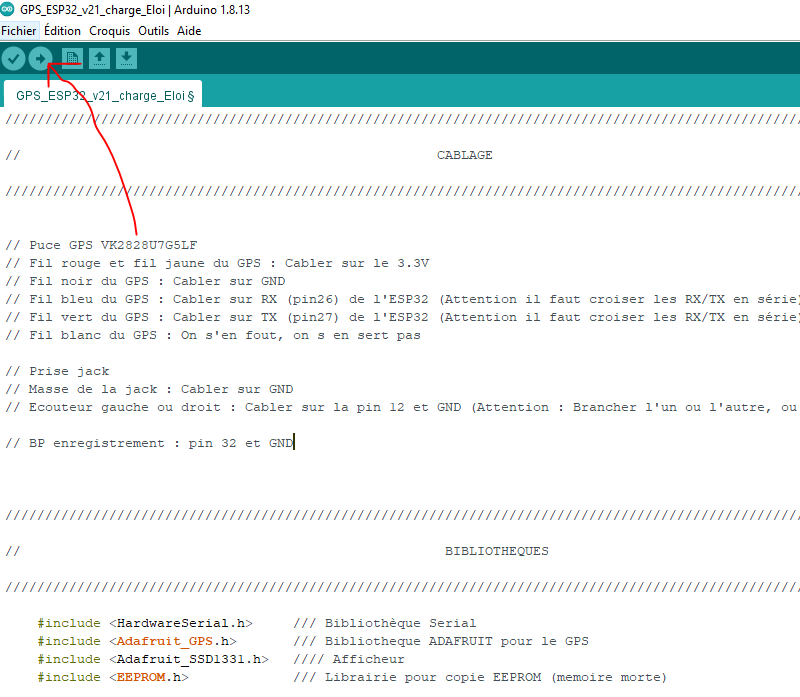 GPS_ESP32_v21_charge_Eloi | Arduino 1.8.13
Fichier Édition Croquis Outils Aide
GPS_ESP32_v21_charge_Eloi §
////////////////////////////////////////////////////////////////////////////////////////////////////
// CABLAGE
////////////////////////////////////////////////////////////////////////////////////////////////////
// Puce GPS VK2828U7G5LF
// Fil rouge et fil jaune du GPS : Cabler sur le 3.3V
// Fil noir du GPS : Cabler sur GND
// Fil bleu du GPS : Cabler sur RX (pin26) de l'ESP32 (Attention il faut croiser les RX/TX en série)
// Fil vert du GPS : Cabler sur TX (pin27) de l'ESP32 (Attention il faut croiser les RX/TX en série)
// Fil blanc du GPS : On s'en fout, on s en sert pas
// Prise jack
// Masse de la jack : Cabler sur GND
// Ecouteur gauche ou droit : Cabler sur la pin 12 et GND (Attention : Brancher l'un ou l'autre, ou
// BP enregistrement : pin 32 et GND
////////////////////////////////////////////////////////////////////////////////////////////////////
// BIBLIOTHEQUES
////////////////////////////////////////////////////////////////////////////////////////////////////
#include <HardwareSerial.h> /// Bibliothèque Serial
#include <Adafruit_GPS.h> /// Bibliotheque ADAFRUIT pour le GPS
#include <Adafruit_SSD1331.h> //// Afficheur
#include <EEPROM.h> /// Librairie pour copie EEPROM (memoire morte)